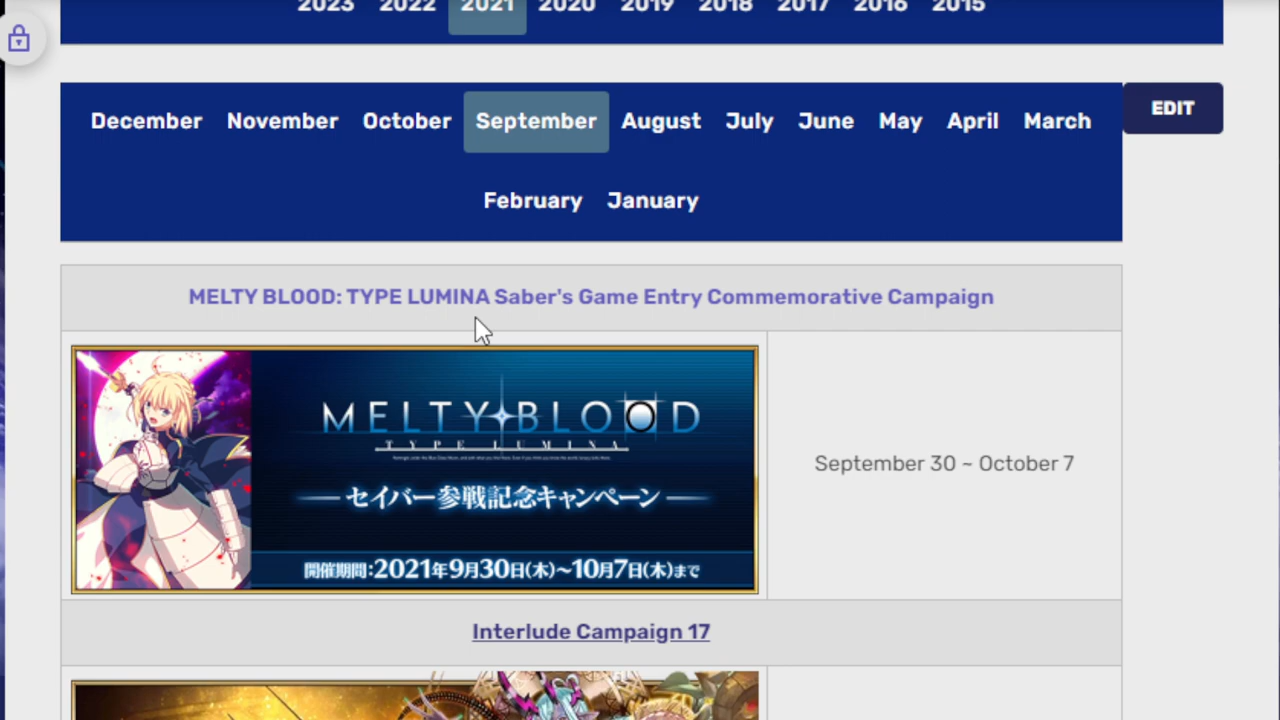 2023 2022 2021 2020 2019 2018 2017 2016 2015
December November October September August July June May April March
EDIT
February January
MELTY BLOOD: TYPE LUMINA Saber's Game Entry Commemorative Campaign
MELTY BLOOD
TYPE LUMINA
セイバー参戦記念キャンペーン
開催期間:2021年9月30日(木)~10月7日(木)まで
September 30 ~ October 7
Interlude Campaign 17